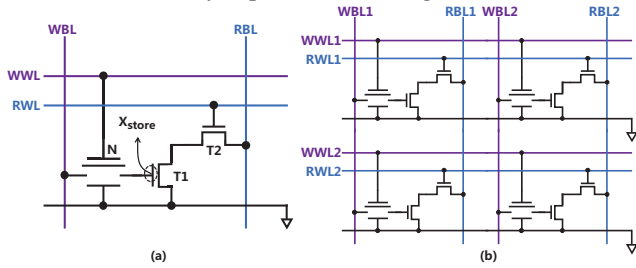 WBL
RBL
WWL
RWL
X_store
N
T1
T2
(a)
WBL1
RBL1
WBL2
RBL2
WWL1
RWL1
WWL2
RWL2
(b)